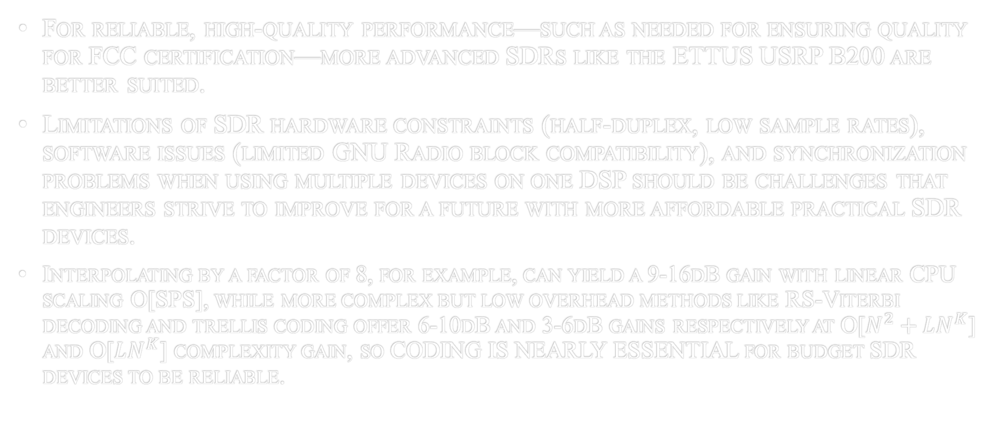 • For reliable, high-quality performance—such as needed for ensuring quality
for FCC certification—more advanced SDRs like the ETTUS USRP B200 are
better suited.
• Limitations of SDR hardware constraints (half-duplex, low sample rates),
software issues (limited GNU Radio block compatibility), and synchronization
problems when using multiple devices on one DSP should be challenges that
engineers strive to improve for a future with more affordable practical SDR
devices.
• Interpolating by a factor of 8, for example, can yield a 9-16dB gain with linear CPU
scaling O[SPS], while more complex but low overhead methods like RS-Viterbi
decoding and trellis coding offer 6-10dB and 3-6dB gains respectively at O[N² + LNᴷ]
and O[LNᴷ] complexity gain, so CODING IS NEARLY ESSENTIAL for budget SDR
devices to be reliable.